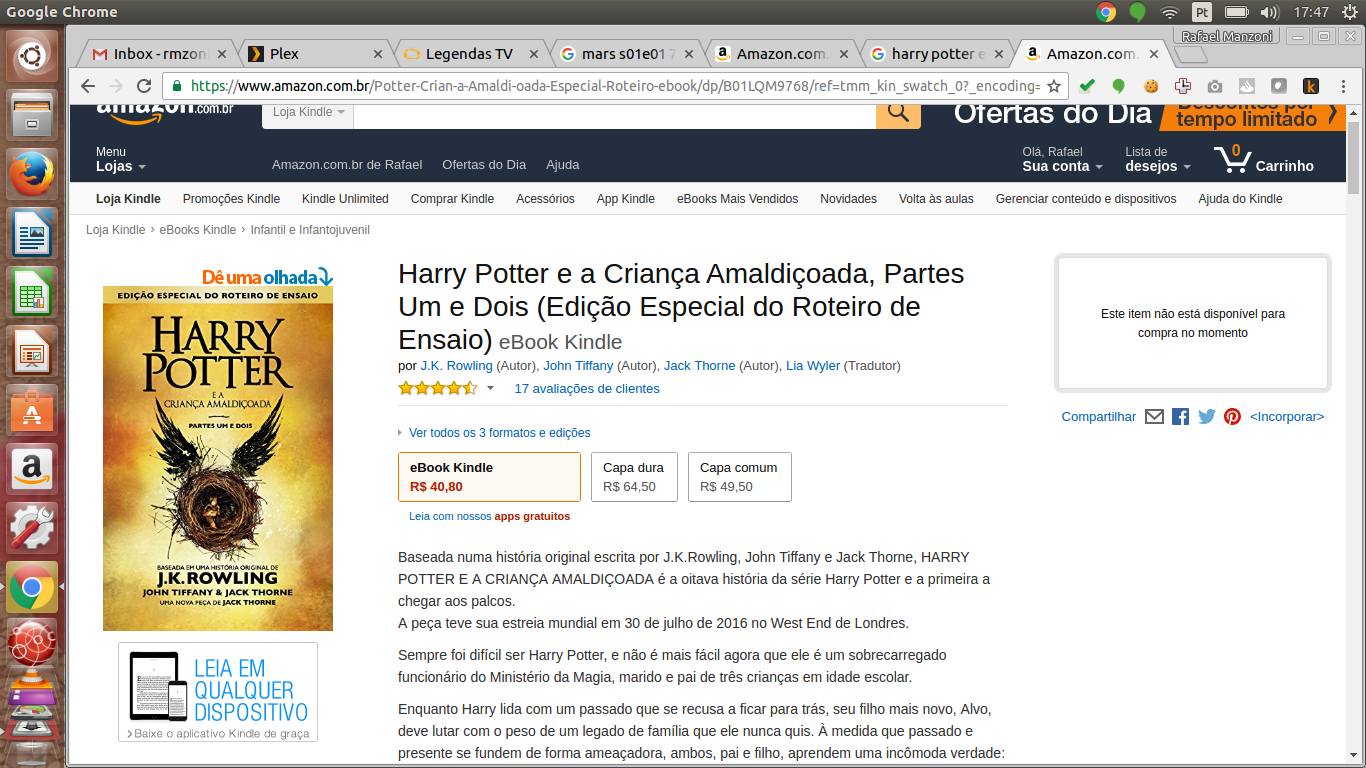 Google Chrome
Pt
17:47
Rafael Manzoni
Inbox - rmzon
Plex
Legendas TV
mars s01e01 7
Amazon.com.
harry potter e
Amazon.com.
https://www.amazon.com.br/Potter-Crian-a-Amaldi-oada-Especial-Roteiro-ebook/dp/B01LQM9768/ref=tmm_kin_swatch_0?_encoding=
amazon.com.br
Loja Kindle
Ofertas do Dia
Descontos por
tempo limitado
Menu
Lojas
Amazon.com.br de Rafael
Ofertas do Dia
Ajuda
Olá, Rafael
Sua conta
Lista de
desejos
0
Carrinho
Loja Kindle
Promoções Kindle
Kindle Unlimited
Comprar Kindle
Acessórios
App Kindle
eBooks Mais Vendidos
Novidades
Volta às aulas
Gerenciar conteúdo e dispositivos
Ajuda do Kindle
Loja Kindle › eBooks Kindle › Infantil e Infantojuvenil
Dê uma olhada
EDIÇÃO ESPECIAL DO ROTEIRO DE ENSAIO
HARRY
POTTER
E A
CRIANÇA AMALDIÇOADA
PARTES UM E DOIS
BASEADA EM UMA HISTÓRIA ORIGINAL DE
J.K.ROWLING
JOHN TIFFANY & JACK THORNE
UMA NOVA PEÇA DE JACK THORNE
LEIA EM
QUALQUER
DISPOSITIVO
Baixe o aplicativo Kindle de graça
Harry Potter e a Criança Amaldiçoada, Partes
Um e Dois (Edição Especial do Roteiro de
Ensaio) eBook Kindle
por J.K. Rowling (Autor), John Tiffany (Autor), Jack Thorne (Autor), Lia Wyler (Tradutor)
17 avaliações de clientes
Ver todos os 3 formatos e edições
eBook Kindle
R$ 40,80
Capa dura
R$ 64,50
Capa comum
R$ 49,50
Leia com nossos apps gratuitos
Baseada numa história original escrita por J.K.Rowling, John Tiffany e Jack Thorne, HARRY
POTTER E A CRIANÇA AMALDIÇOADA é a oitava história da série Harry Potter e a primeira a
chegar aos palcos.
A peça teve sua estreia mundial em 30 de julho de 2016 no West End de Londres.
Sempre foi difícil ser Harry Potter, e não é mais fácil agora que ele é um sobrecarregado
funcionário do Ministério da Magia, marido e pai de três crianças em idade escolar.
Enquanto Harry lida com um passado que se recusa a ficar para trás, seu filho mais novo, Alvo,
deve lutar com o peso de um legado de família que ele nunca quis. À medida que passado e
presente se fundem de forma ameaçadora, ambos, pai e filho, aprendem uma incômoda verdade:
Este item não está disponível para
compra no momento
Compartilhar
<Incorporar>